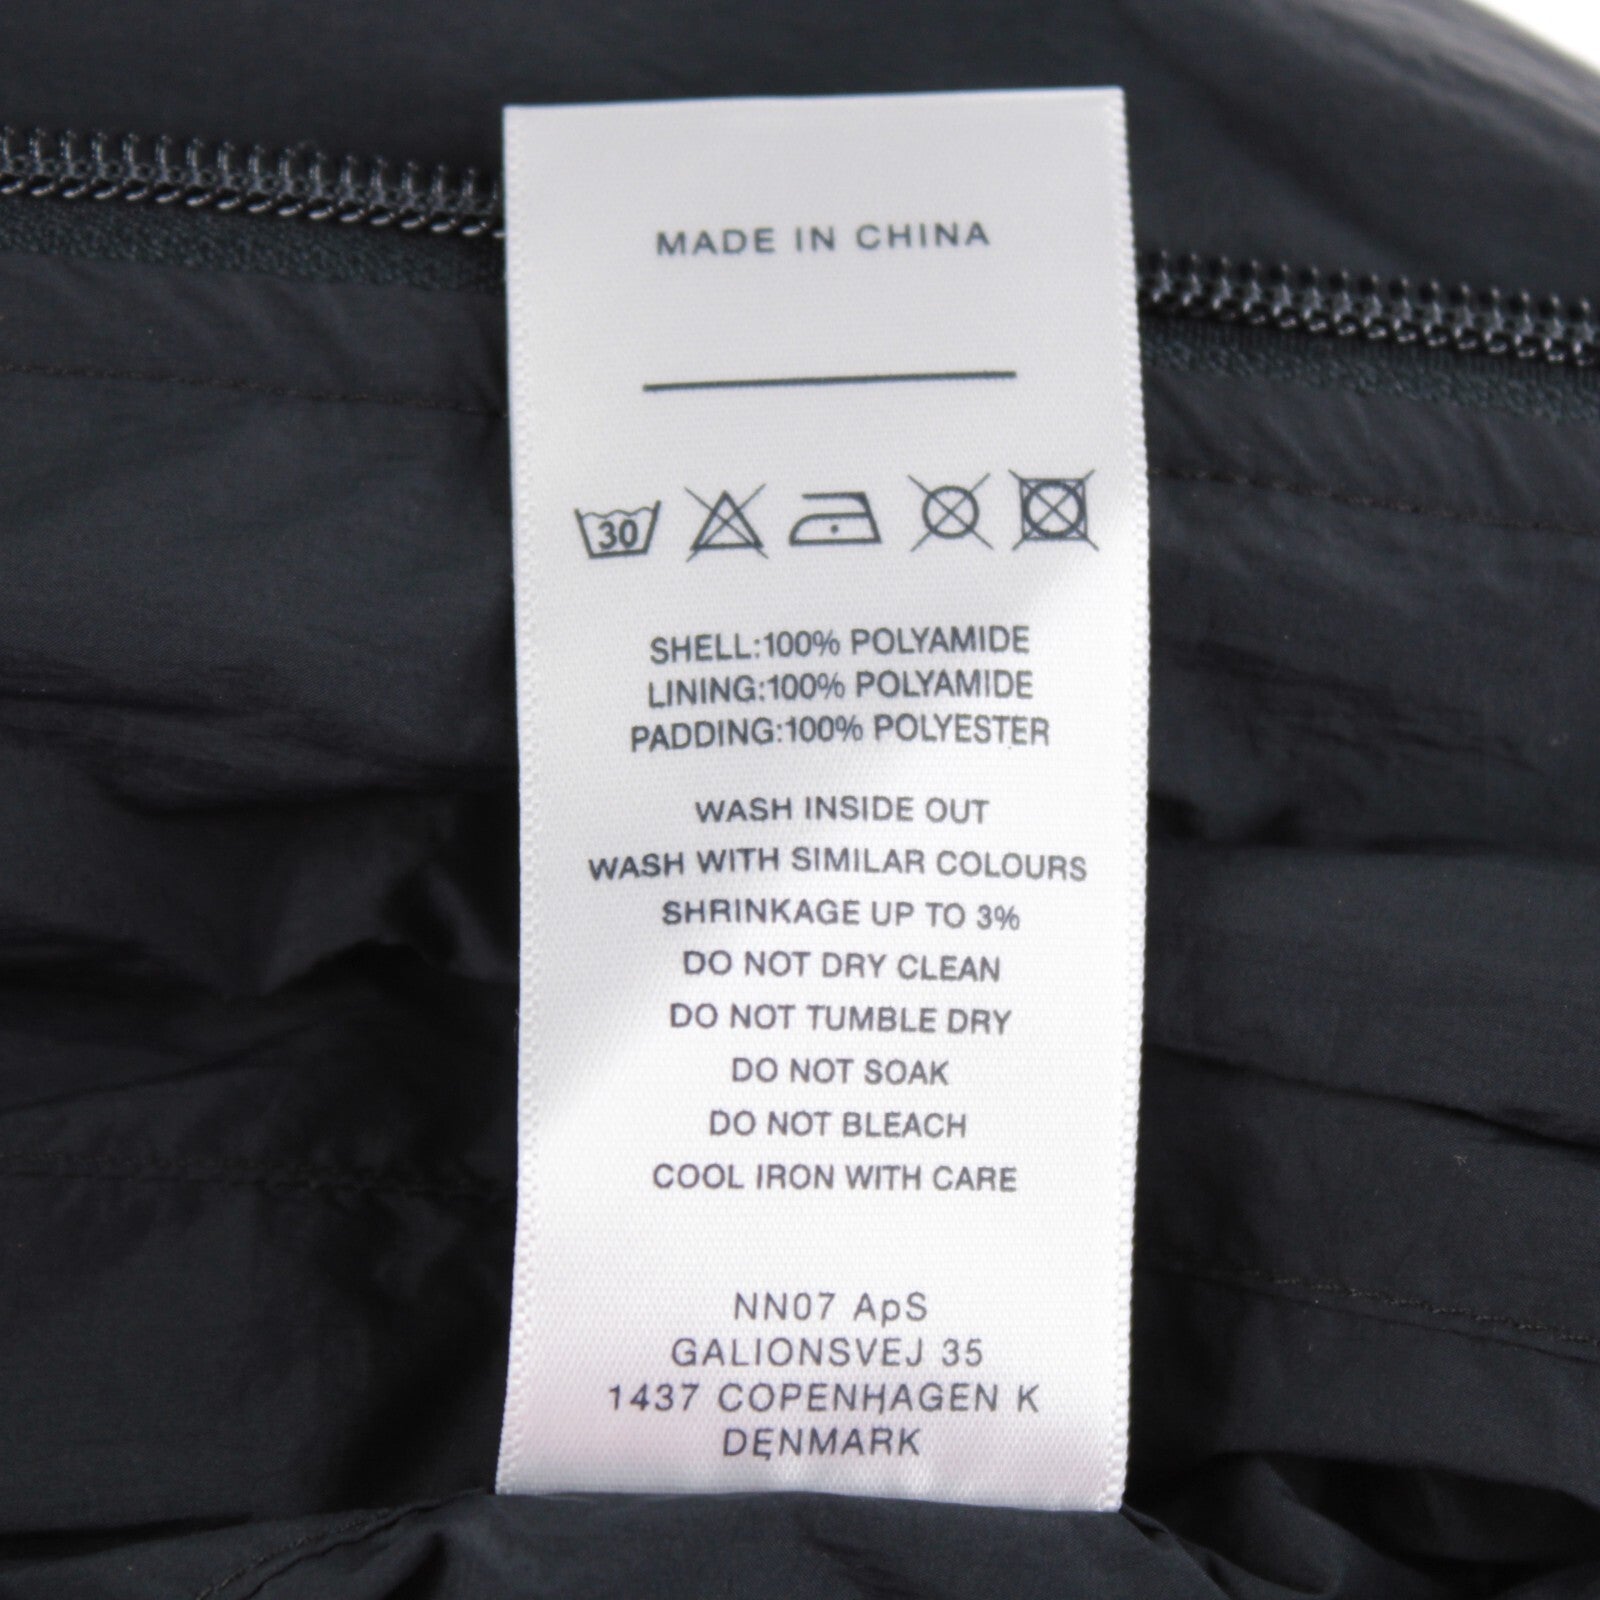 MADE IN CHINA
30
SHELL:100% POLYAMIDE
LINING:100% POLYAMIDE
PADDING:100% POLYESTER
WASH INSIDE OUT
WASH WITH SIMILAR COLOURS
SHRINKAGE UP TO 3%
DO NOT DRY CLEAN
DO NOT TUMBLE DRY
DO NOT SOAK
DO NOT BLEACH
COOL IRON WITH CARE
NN07 ApS
GALIONSVEJ 35
1437 COPENHAGEN K
DENMARK